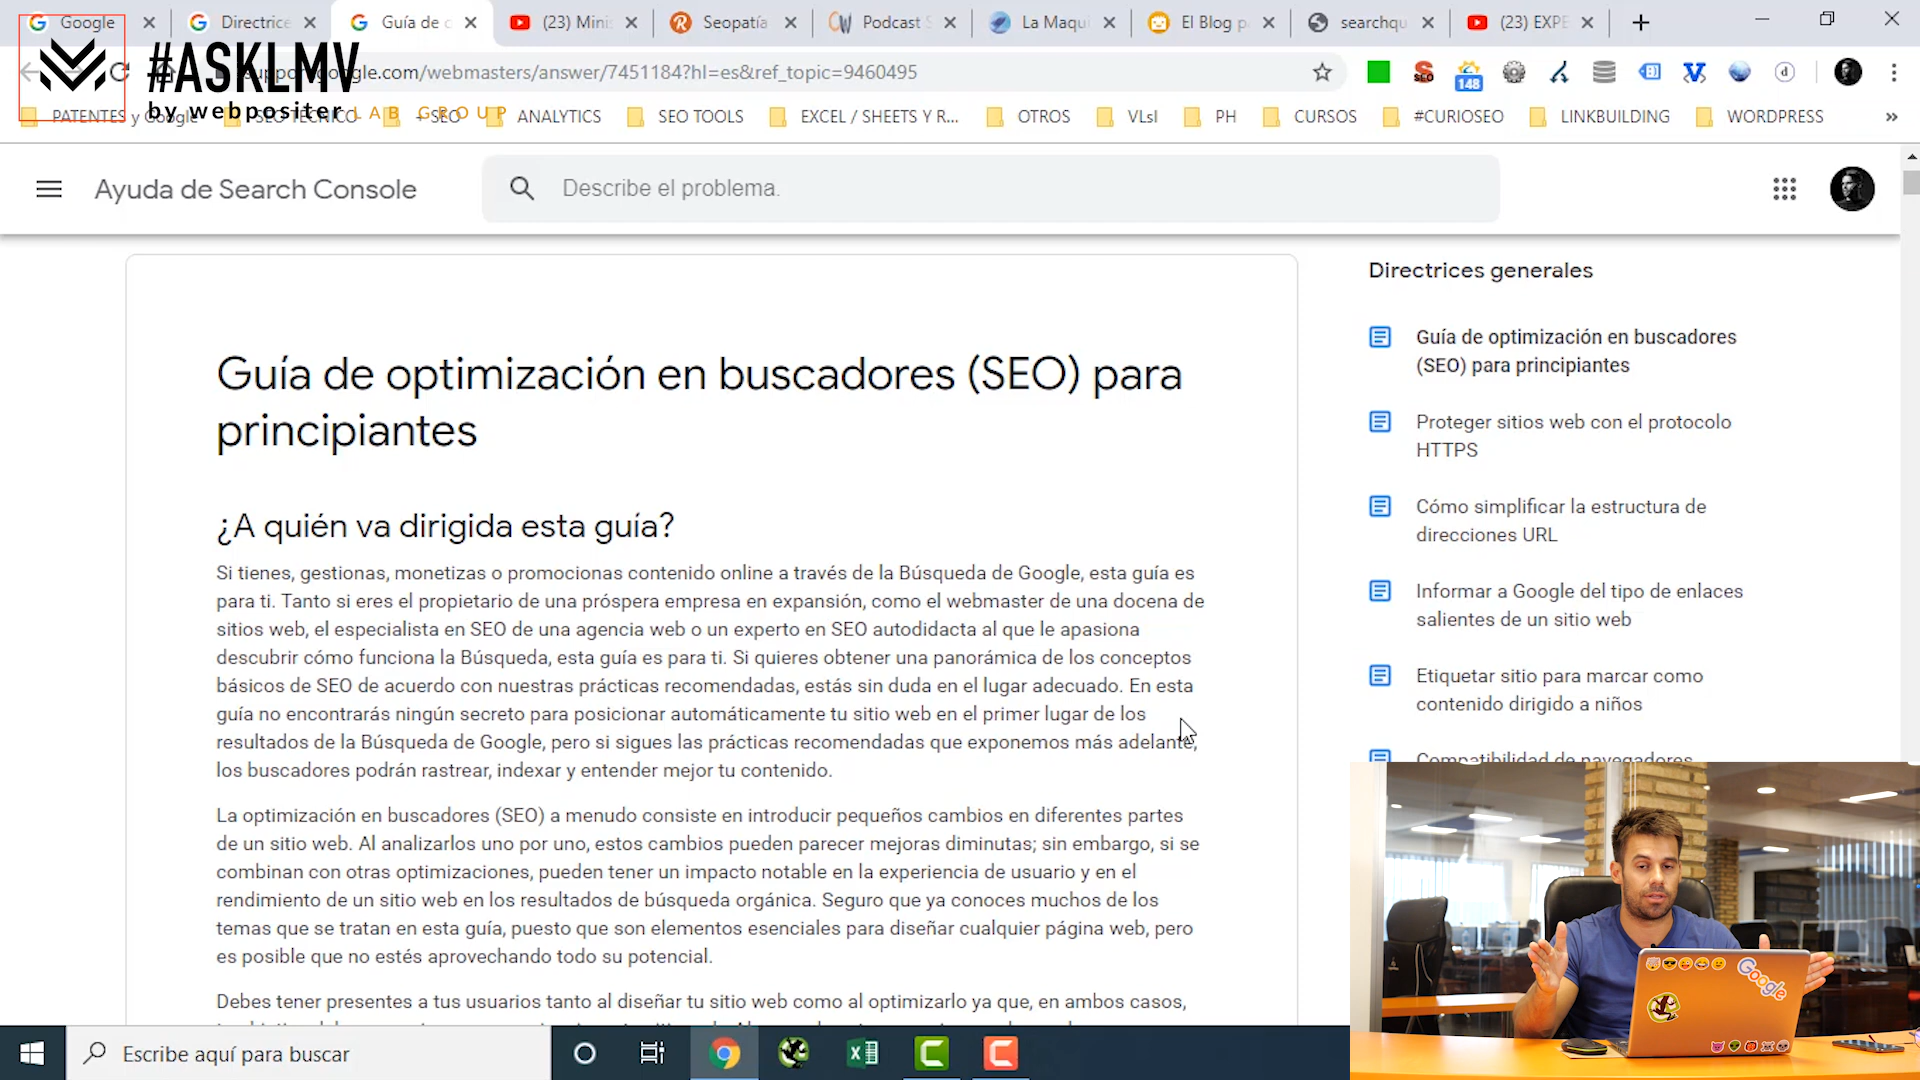 Google
Directrice
Guía de c
(23) Minis
Seopatía
Podcast S
La Maqui
El Blog p
searchqu
(23) EXPE
#ASKLMV
by webpositer LAB GROUP
google.com/webmasters/answer/7451184?hl=es&ref_topic=9460495
SEO
148
PATENTES y Google
SEO TECNICO
+ SEO
ANALYTICS
SEO TOOLS
EXCEL / SHEETS Y R...
OTROS
VLsI
PH
CURSOS
#CURIOSEO
LINKBUILDING
WORDPRESS
»
Ayuda de Search Console
Describe el problema.
Guía de optimización en buscadores (SEO) para
principiantes
¿A quién va dirigida esta guía?
Si tienes, gestionas, monetizas o promocionas contenido online a través de la Búsqueda de Google, esta guía es
para ti. Tanto si eres el propietario de una próspera empresa en expansión, como el webmaster de una docena de
sitios web, el especialista en SEO de una agencia web o un experto en SEO autodidacta al que le apasiona
descubrir cómo funciona la Búsqueda, esta guía es para ti. Si quieres obtener una panorámica de los conceptos
básicos de SEO de acuerdo con nuestras prácticas recomendadas, estás sin duda en el lugar adecuado. En esta
guía no encontrarás ningún secreto para posicionar automáticamente tu sitio web en el primer lugar de los
resultados de la Búsqueda de Google, pero si sigues las prácticas recomendadas que exponemos más adelante,
los buscadores podrán rastrear, indexar y entender mejor tu contenido.
La optimización en buscadores (SEO) a menudo consiste en introducir pequeños cambios en diferentes partes
de un sitio web. Al analizarlos uno por uno, estos cambios pueden parecer mejoras diminutas; sin embargo, si se
combinan con otras optimizaciones, pueden tener un impacto notable en la experiencia de usuario y en el
rendimiento de un sitio web en los resultados de búsqueda orgánica. Seguro que ya conoces muchos de los
temas que se tratan en esta guía, puesto que son elementos esenciales para diseñar cualquier página web, pero
es posible que no estés aprovechando todo su potencial.
Debes tener presentes a tus usuarios tanto al diseñar tu sitio web como al optimizarlo ya que, en ambos casos,
Directrices generales
Guía de optimización en buscadores
(SEO) para principiantes
Proteger sitios web con el protocolo
HTTPS
Cómo simplificar la estructura de
direcciones URL
Informar a Google del tipo de enlaces
salientes de un sitio web
Etiquetar sitio para marcar como
contenido dirigido a niños
Compatibilidad de navegadores
Google
Escribe aquí para buscar